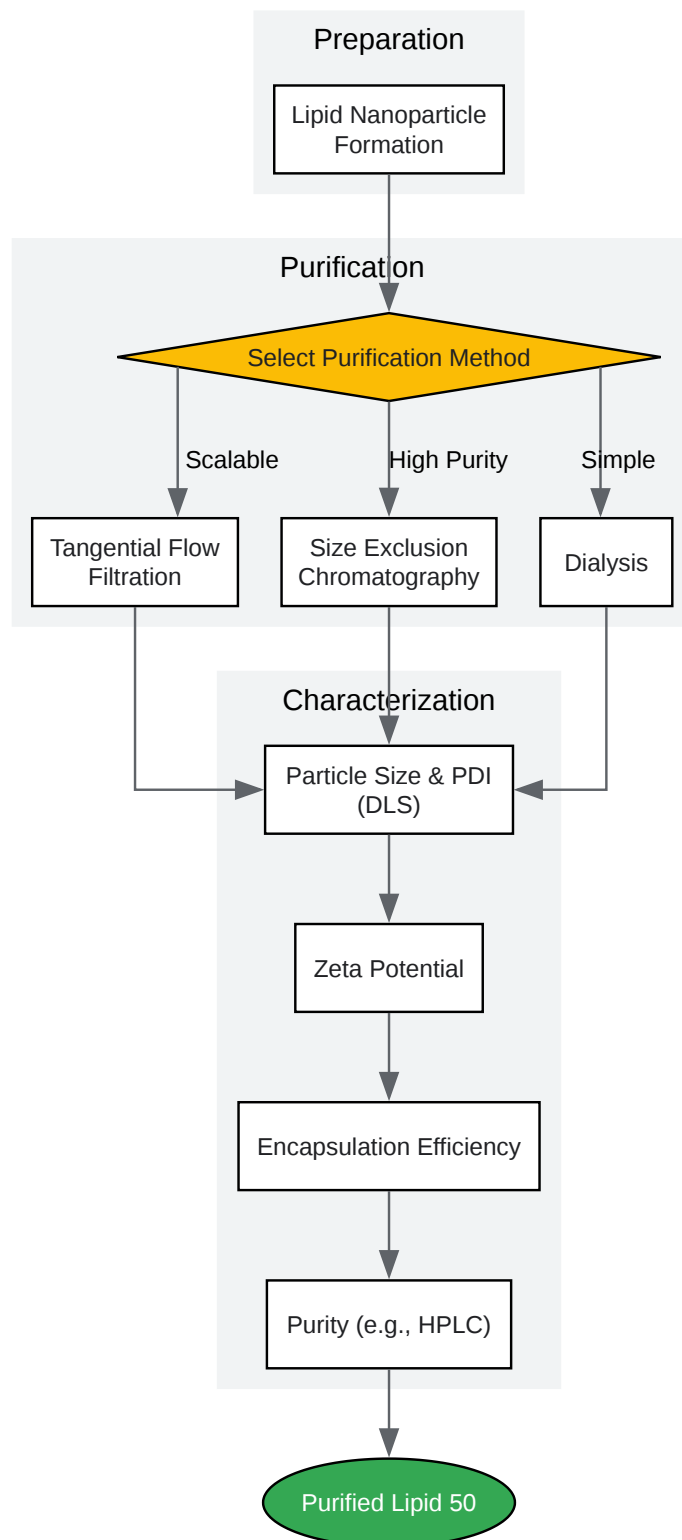 Preparation
Lipid Nanoparticle
Formation
Purification
Select Purification Method
Scalable
High Purity
Simple
Tangential Flow
Filtration
Size Exclusion
Chromatography
Dialysis
Characterization
Particle Size & PDI
(DLS)
Zeta Potential
Encapsulation Efficiency
Purity (e.g., HPLC)
Purified Lipid 50